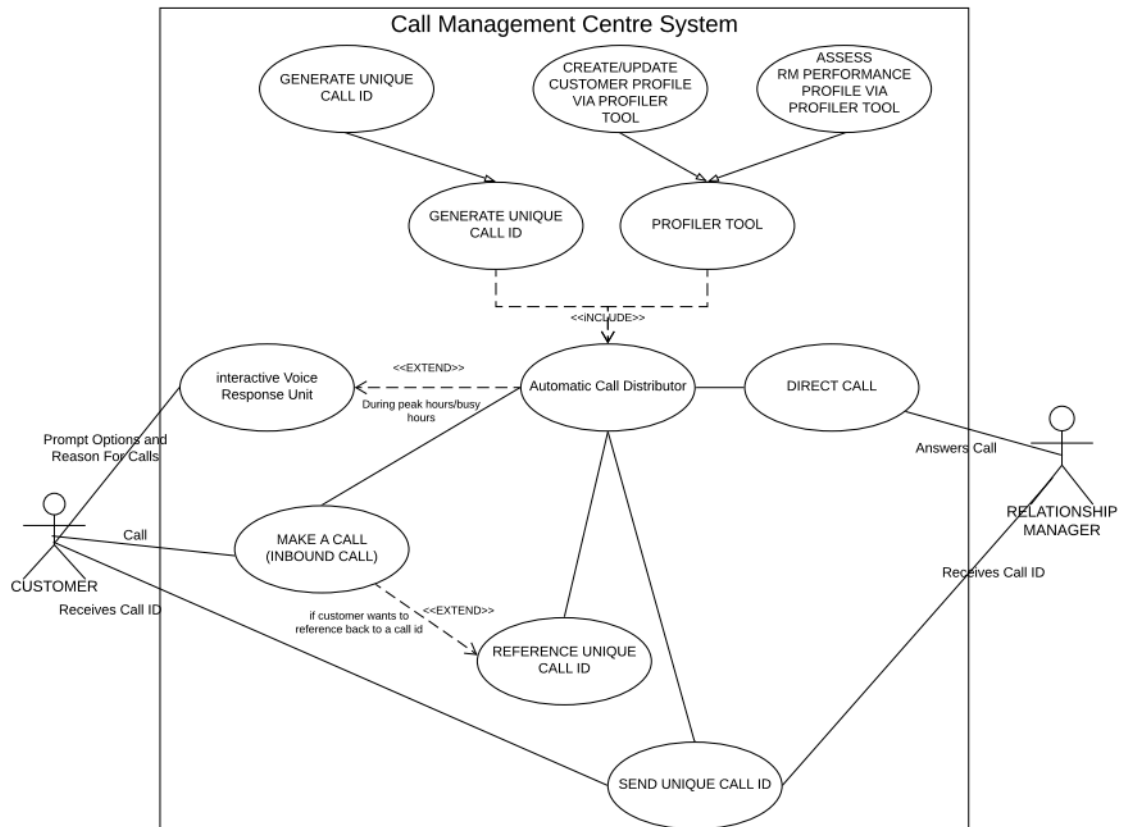 Call Management Centre System
GENERATE UNIQUE
CALL ID
CREATE/UPDATE
CUSTOMER PROFILE
VIA PROFILER
TOOL
ASSESS
RM PERFORMANCE
PROFILE VIA
PROFILER TOOL
GENERATE UNIQUE
CALL ID
PROFILER TOOL
<<iNCLUDE>>
interactive Voice
Response Unit
<<EXTEND>>
During peak hours/busy
hours
Automatic Call Distributor
DIRECT CALL
Prompt Options and
Reason For Calls
Answers Call
RELATIONSHIP
MANAGER
CUSTOMER
Call
MAKE A CALL
(INBOUND CALL)
Receives Call ID
<<EXTEND>>
if customer wants to
reference back to a call id
REFERENCE UNIQUE
CALL ID
Receives Call ID
SEND UNIQUE CALL ID